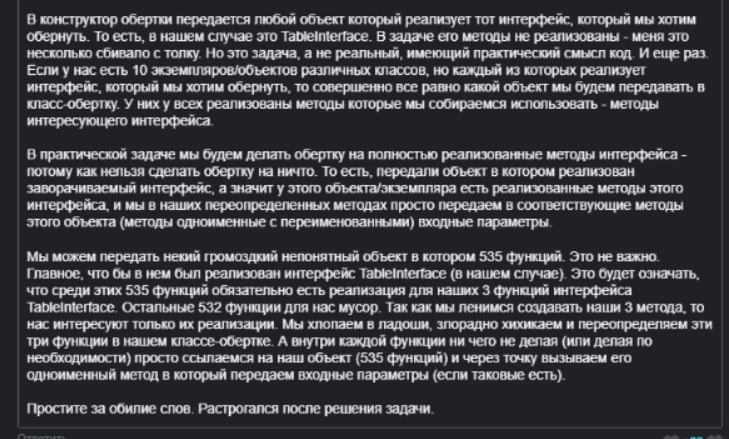 В конструктор обертки передается любой объект который реализует тот интерфейс, который мы хотим
обернуть. То есть, в нашем случае это TableInterface. В задаче его методы не реализованы - меня это
несколько сбивало с толку. Но это задача, а не реальный, имеющий практический смысл код. И еще раз.
Если у нас есть 10 экземпляров/объектов различных классов, но каждый из которых реализует
интерфейс, который мы хотим обернуть, то совершенно все равно какой объект мы будем передавать в
класс-обертку. У них у всех реализованы методы которые мы собираемся использовать - методы
интересующего интерфейса.
В практической задаче мы будем делать обертку на полностью реализованные методы интерфейса -
потому как нельзя сделать обертку на ничто. То есть, передали объект в котором реализован
заворачиваемый интерфейс, а значит у этого объекта/экземпляра есть реализованные методы этого
интерфейса, и мы в наших переопределенных методах просто передаем в соответствующие методы
этого объекта (методы одноименные с переименованными) входные параметры.
Мы можем передать некий громоздкий непонятный объект в котором 535 функций. Это не важно.
Главное, что бы в нем был реализован интерфейс TableInterface (в нашем случае). Это будет означать,
что среди этих 535 функций обязательно есть реализация для наших 3 функций интерфейса
TableInterface. Остальные 532 функции для нас мусор. Так как мы ленимся создавать наши 3 метода, то
нас интересуют только их реализации. Мы хлопаем в ладоши, злорадно хихикаем и переопределяем эти
три функции в нашем классе-обертке. А внутри каждой функции ни чего не делая (или делая по
необходимости) просто ссылаемся на наш объект (535 функций) и через точку вызываем его
одноименный метод в который передаем входные параметры (если таковые есть).
Простите за обилие слов. Растрогался после решения задачи.
Ответить